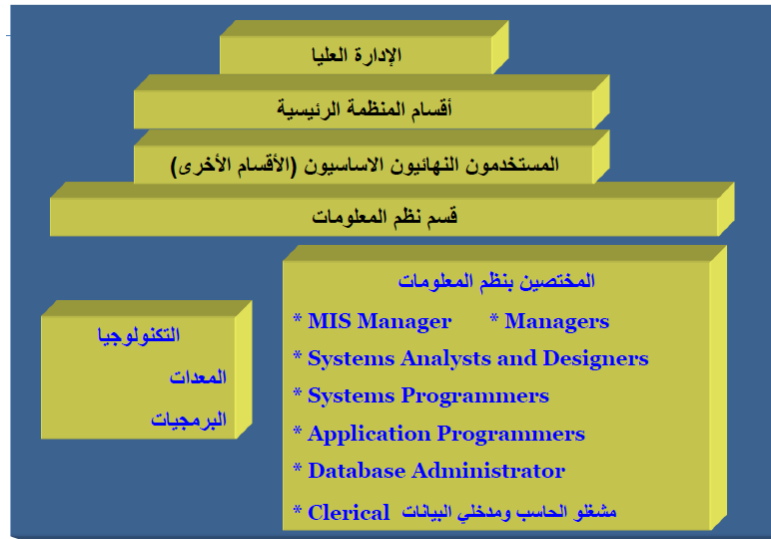 الإدارة العليا
أقسام المنظمة الرئيسية
المستخدمون النهائيون الاساسيون (الأقسام الأخرى)
قسم نظم المعلومات
المختصين بنظم المعلومات
* MIS Manager * Managers
* Systems Analysts and Designers
* Systems Programmers
* Application Programmers
* Database Administrator
* Clerical مشغلو الحاسب ومدخلي البيانات
التكنولوجيا
المعدات
البرمجيات